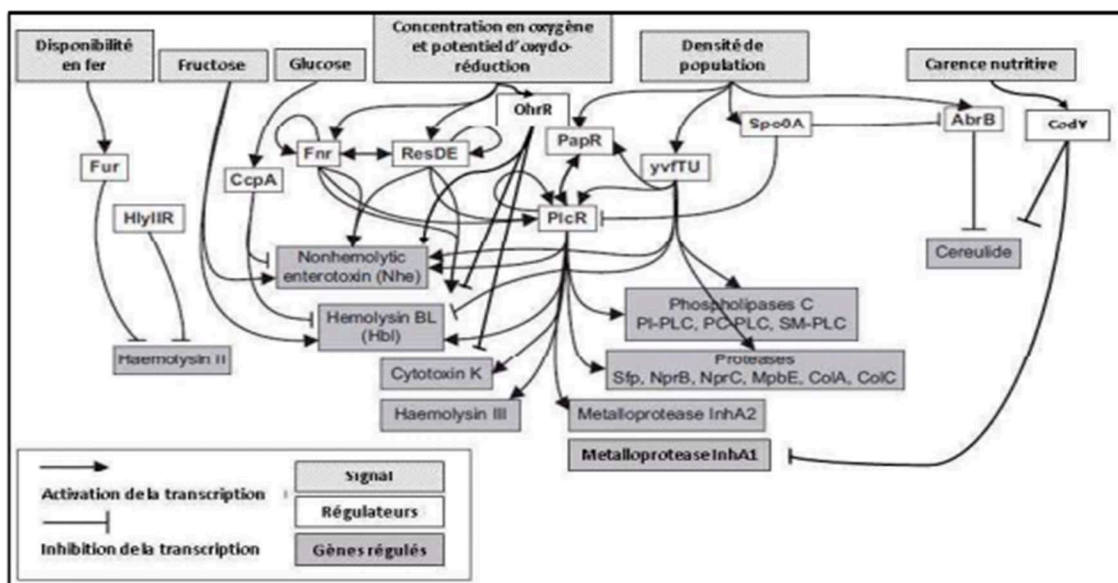 Disponibilité
en fer
Fructose
Glucose
Concentration en oxygène
et potentiel d'oxydo-
réduction
Densité de
population
Carence nutritive
Fur
HlyIIR
CcpA
Fnr
ResDE
OhrR
PapR
yvfTU
Spo0A
AbrB
CodY
PlcR
Nonhemolytic
enterotoxin (Nhe)
Hemolysin BL
(Hbl)
Haemolysin II
Cytotoxin K
Haemolysin III
Phospholipases C
PI-PLC, PC-PLC, SM-PLC
Proteases
Sfp, NprB, NprC, MpbE, ColA, ColC
Metalloprotease InhA2
Metalloprotease InhA1
Cereulide
Activation de la transcription
Inhibition de la transcription
Signal
Régulateurs
Gènes régulés